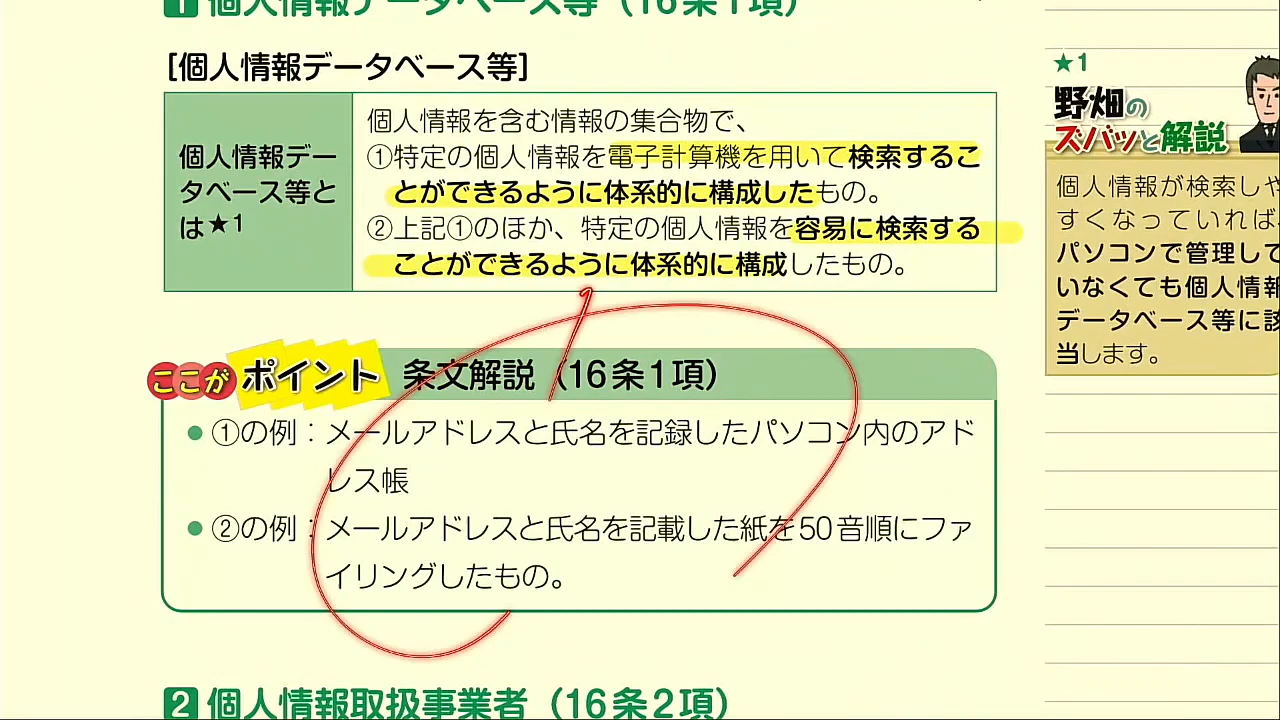 1 個人情報データベース等（16条1項）
[個人情報データベース等]
個人情報デー
タベース等と
は★1
個人情報を含む情報の集合物で、
①特定の個人情報を電子計算機を用いて検索するこ
とができるように体系的に構成したもの。
②上記①のほか、特定の個人情報を容易に検索する
ことができるように体系的に構成したもの。
ここが ポイント 条文解説（16条1項）
● ①の例：メールアドレスと氏名を記録したパソコン内のアド
レス帳
● ②の例：メールアドレスと氏名を記載した紙を50音順にファ
イリングしたもの。
2 個人情報取扱事業者（16条2項）
★1
野畑の
ズバッと解説
個人情報が検索しや
すくなっていれば
パソコンで管理して
いなくても個人情報
データベース等に該
当します。